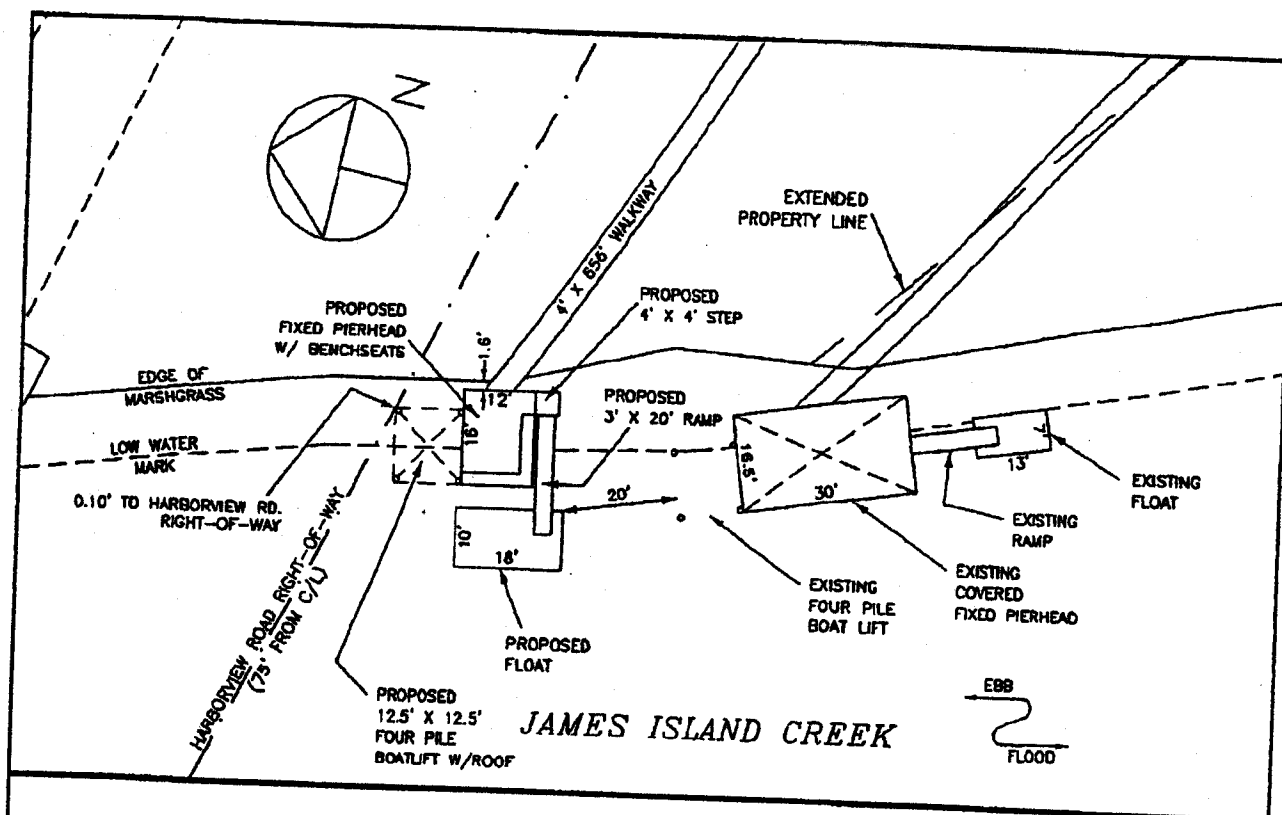 N
EXTENDED
PROPERTY LINE
4' X 656' WALKWAY
PROPOSED
4' X 4' STEP
PROPOSED
FIXED PIERHEAD
W/ BENCHSEATS
1.6'
12'
16'
EDGE OF
MARSHGRASS
PROPOSED
3' X 20' RAMP
LOW WATER
MARK
0.10' TO HARBORVIEW RD.
RIGHT-OF-WAY
20'
16.5'
30'
13'
EXISTING
FLOAT
EXISTING
RAMP
10'
18'
EXISTING
COVERED
FIXED PIERHEAD
EXISTING
FOUR PILE
BOAT LIFT
PROPOSED
FLOAT
HARBORVIEW ROAD RIGHT-OF-WAY
(75' FROM C/L)
PROPOSED
12.5' X 12.5'
FOUR PILE
BOATLIFT W/ROOF
JAMES ISLAND CREEK
EBB
FLOOD